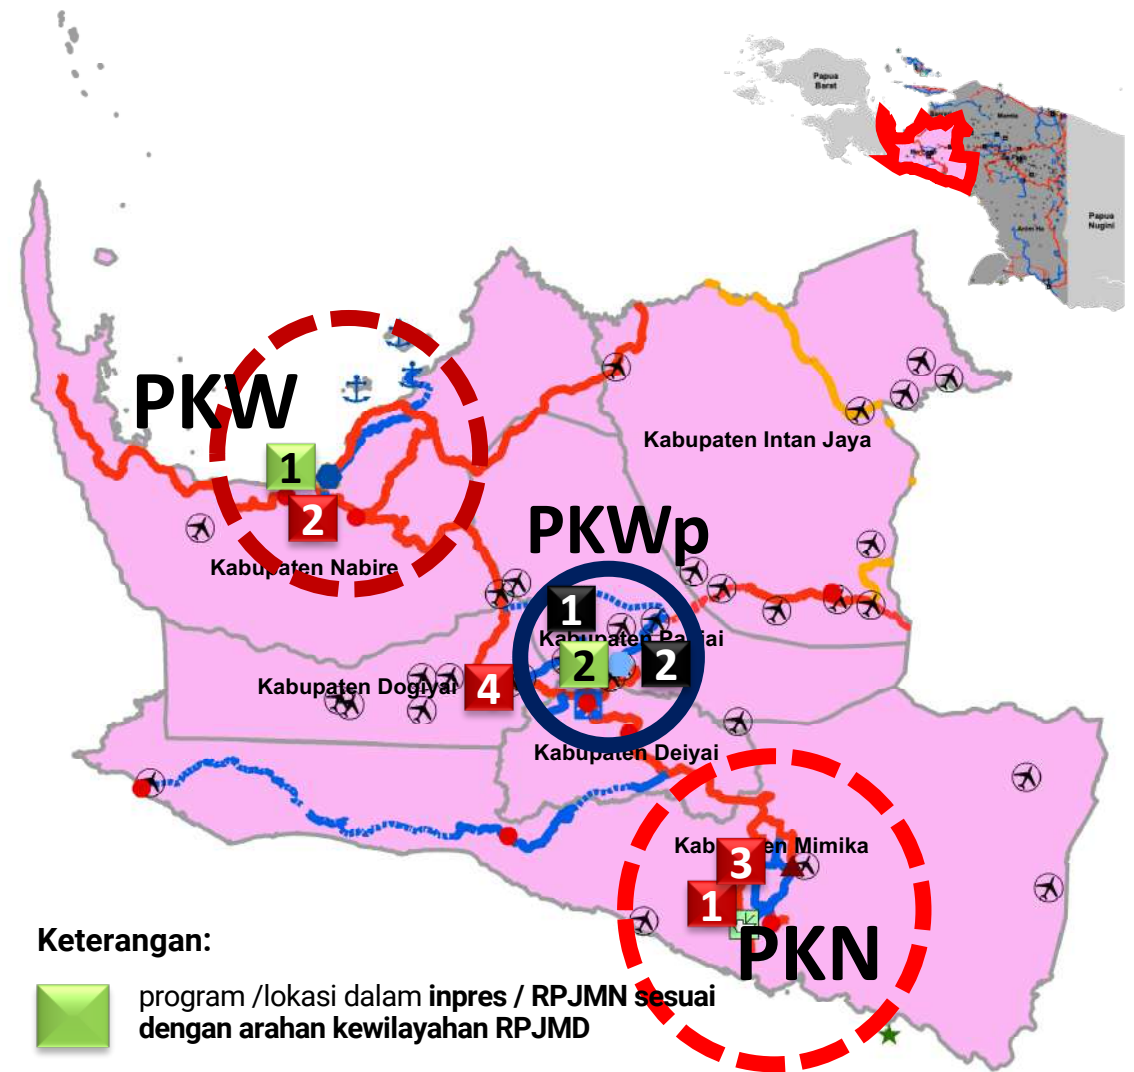 Papua
Barat
Papua
Nugini
PKW
Kabupaten Intan Jaya
1
2
PKWp
Kabupaten Nabire
1
Kabupaten Paniai
2
2
Kabupaten Dogiyai
4
Kabupaten Deiyai
Kabupaten Mimika
3
1
PKN
Keterangan:
program /lokasi dalam inpres / RPJMN sesuai
dengan arahan kewilayahan RPJMD